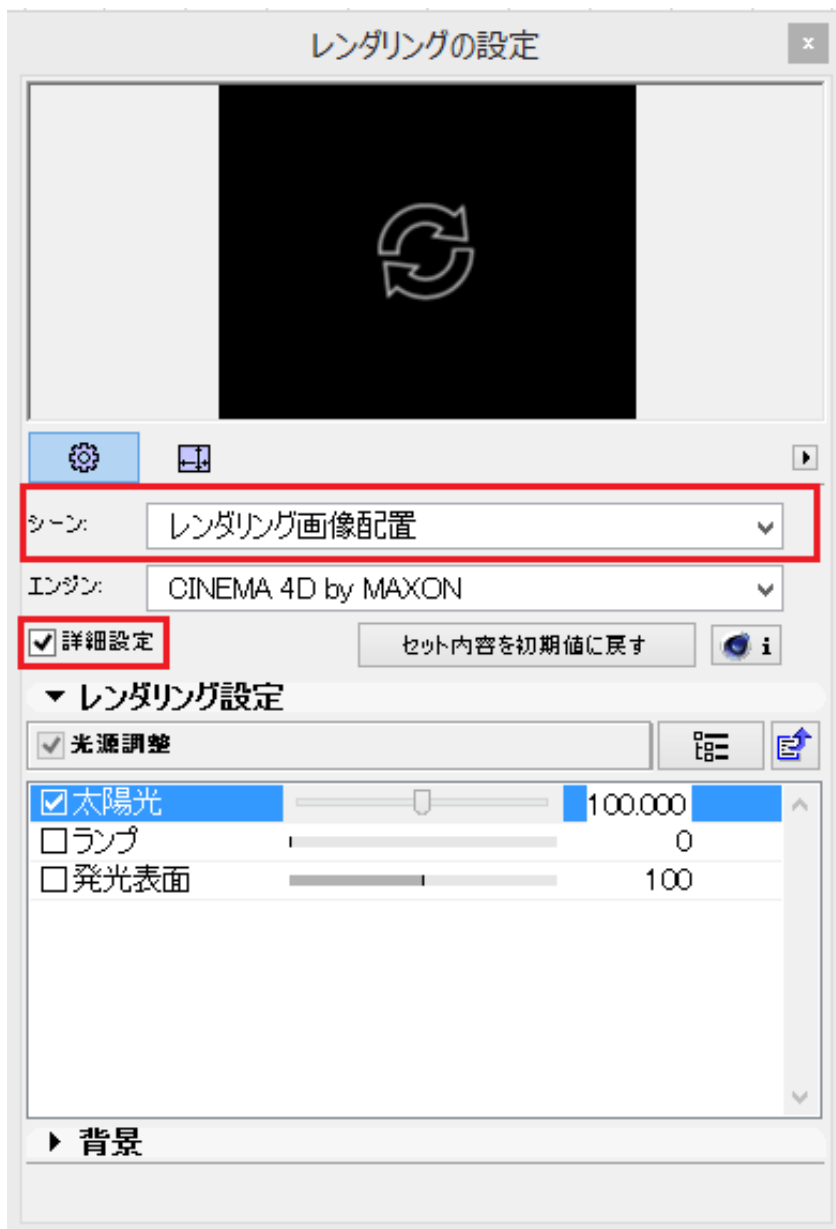 レンダリングの設定
x
シーン: レンダリング画像配置
エンジン: CINEMA 4D by MAXON
詳細設定 セット内容を初期値に戻す i
レンダリング設定
光源調整
太陽光 100.000
ランプ 0
発光表面 100
背景